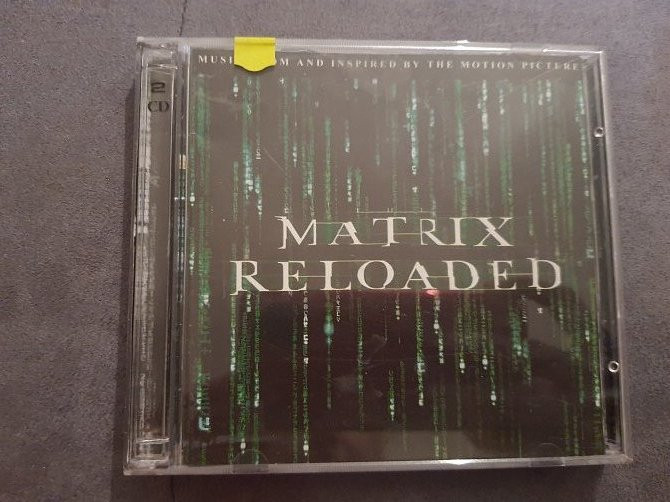 MUSI M AND INSPIRED BY THE MOTION PICTURE
2
CD
MATRIX
RELOADED